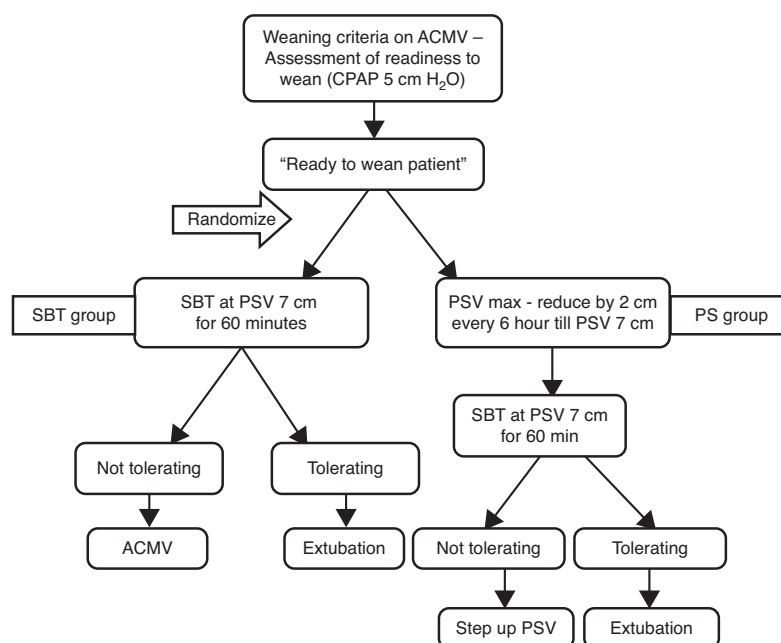 Weaning criteria on ACMV –
Assessment of readiness to
wean (CPAP 5 cm H₂O)
“Ready to wean patient”
Randomize
SBT group
SBT at PSV 7 cm
for 60 minutes
PSV max - reduce by 2 cm
every 6 hour till PSV 7 cm
PS group
SBT at PSV 7 cm
for 60 min
Not tolerating
Tolerating
ACMV
Extubation
Not tolerating
Tolerating
Step up PSV
Extubation